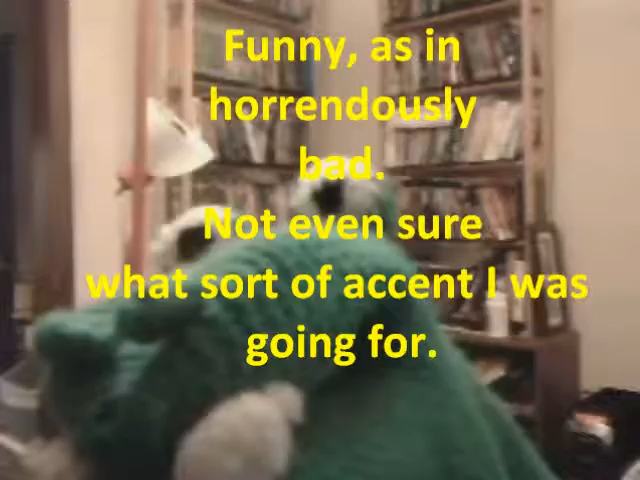 Funny, as in
horrendously
bad.
Not even sure
what sort of accent I was
going for.